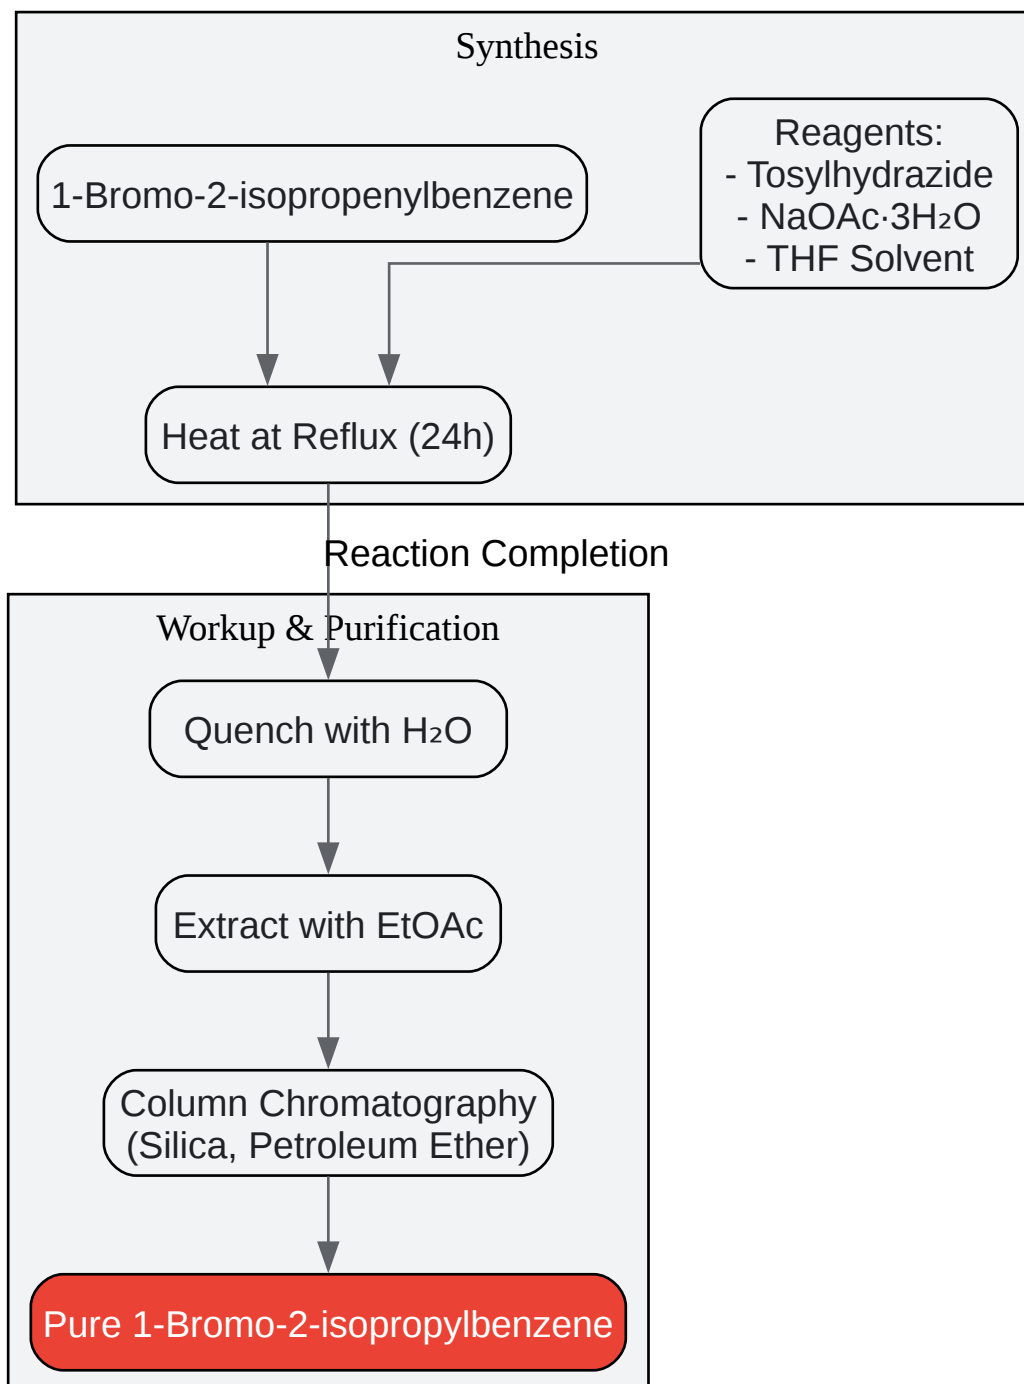 Synthesis
1-Bromo-2-isopropenylbenzene
Reagents:
- Tosylhydrazide
- NaOAc·3H₂O
- THF Solvent
Heat at Reflux (24h)
Reaction Completion
Workup & Purification
Quench with H₂O
Extract with EtOAc
Column Chromatography
(Silica, Petroleum Ether)
Pure 1-Bromo-2-isopropylbenzene